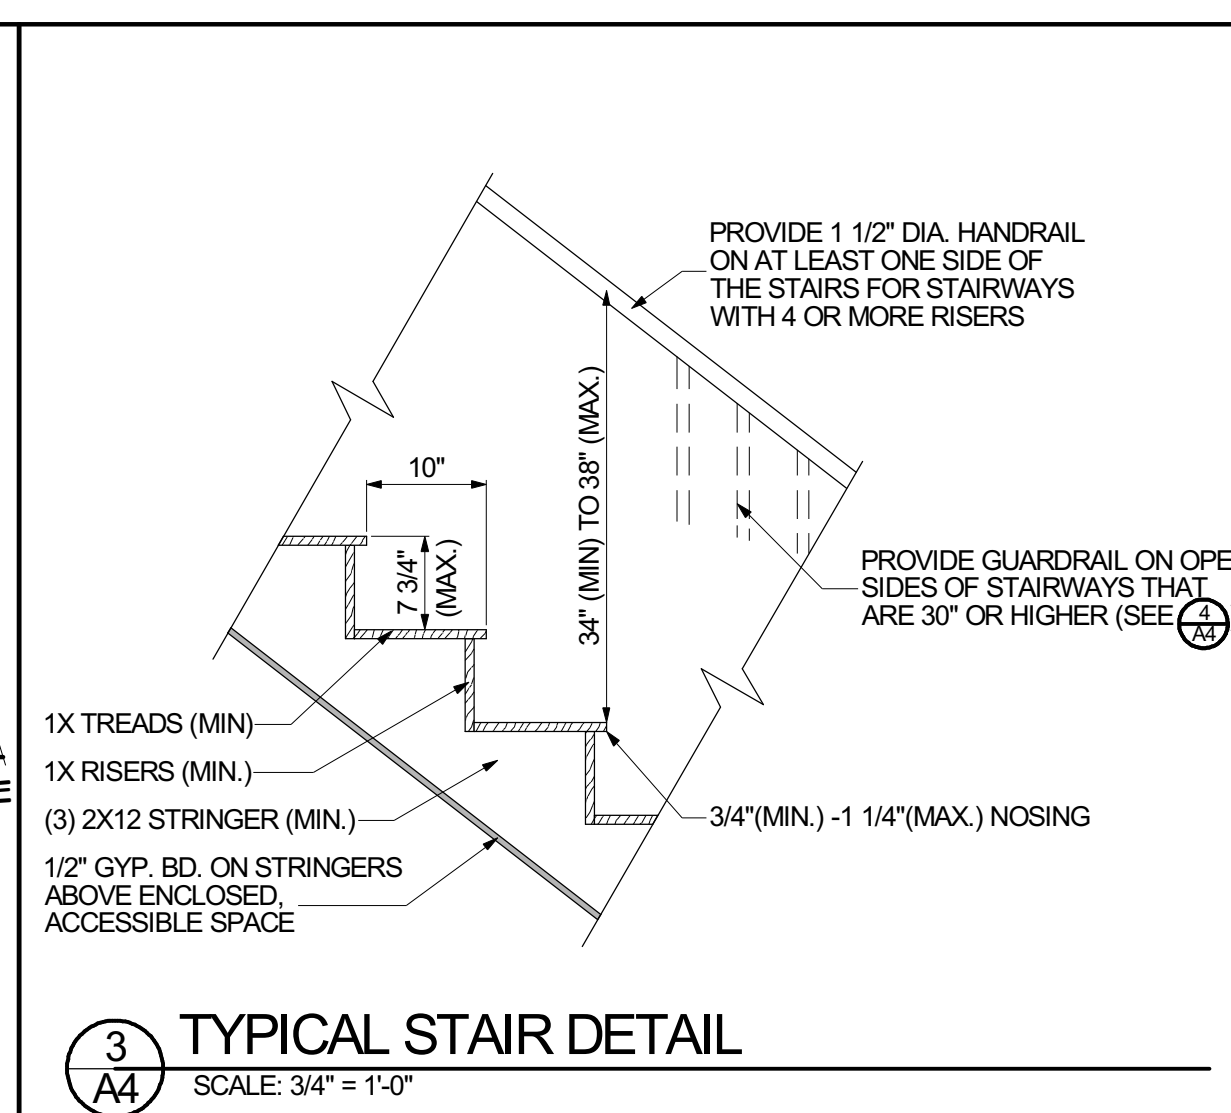 PROVIDE 1 1/2" DIA. HANDRAIL
ON AT LEAST ONE SIDE OF
THE STAIRS FOR STAIRWAYS
WITH 4 OR MORE RISERS
34" (MIN) TO 38" (MAX.)
10"
7 3/4"
(MAX.)
PROVIDE GUARDRAIL ON OPE
SIDES OF STAIRWAYS THAT
ARE 30" OR HIGHER (SEE 4
A4
1X TREADS (MIN)
1X RISERS (MIN.)
(3) 2X12 STRINGER (MIN.)
3/4"(MIN.) -1 1/4"(MAX.) NOSING
1/2" GYP. BD. ON STRINGERS
ABOVE ENCLOSED,
ACCESSIBLE SPACE
3
A4
TYPICAL STAIR DETAIL
SCALE: 3/4" = 1'-0"